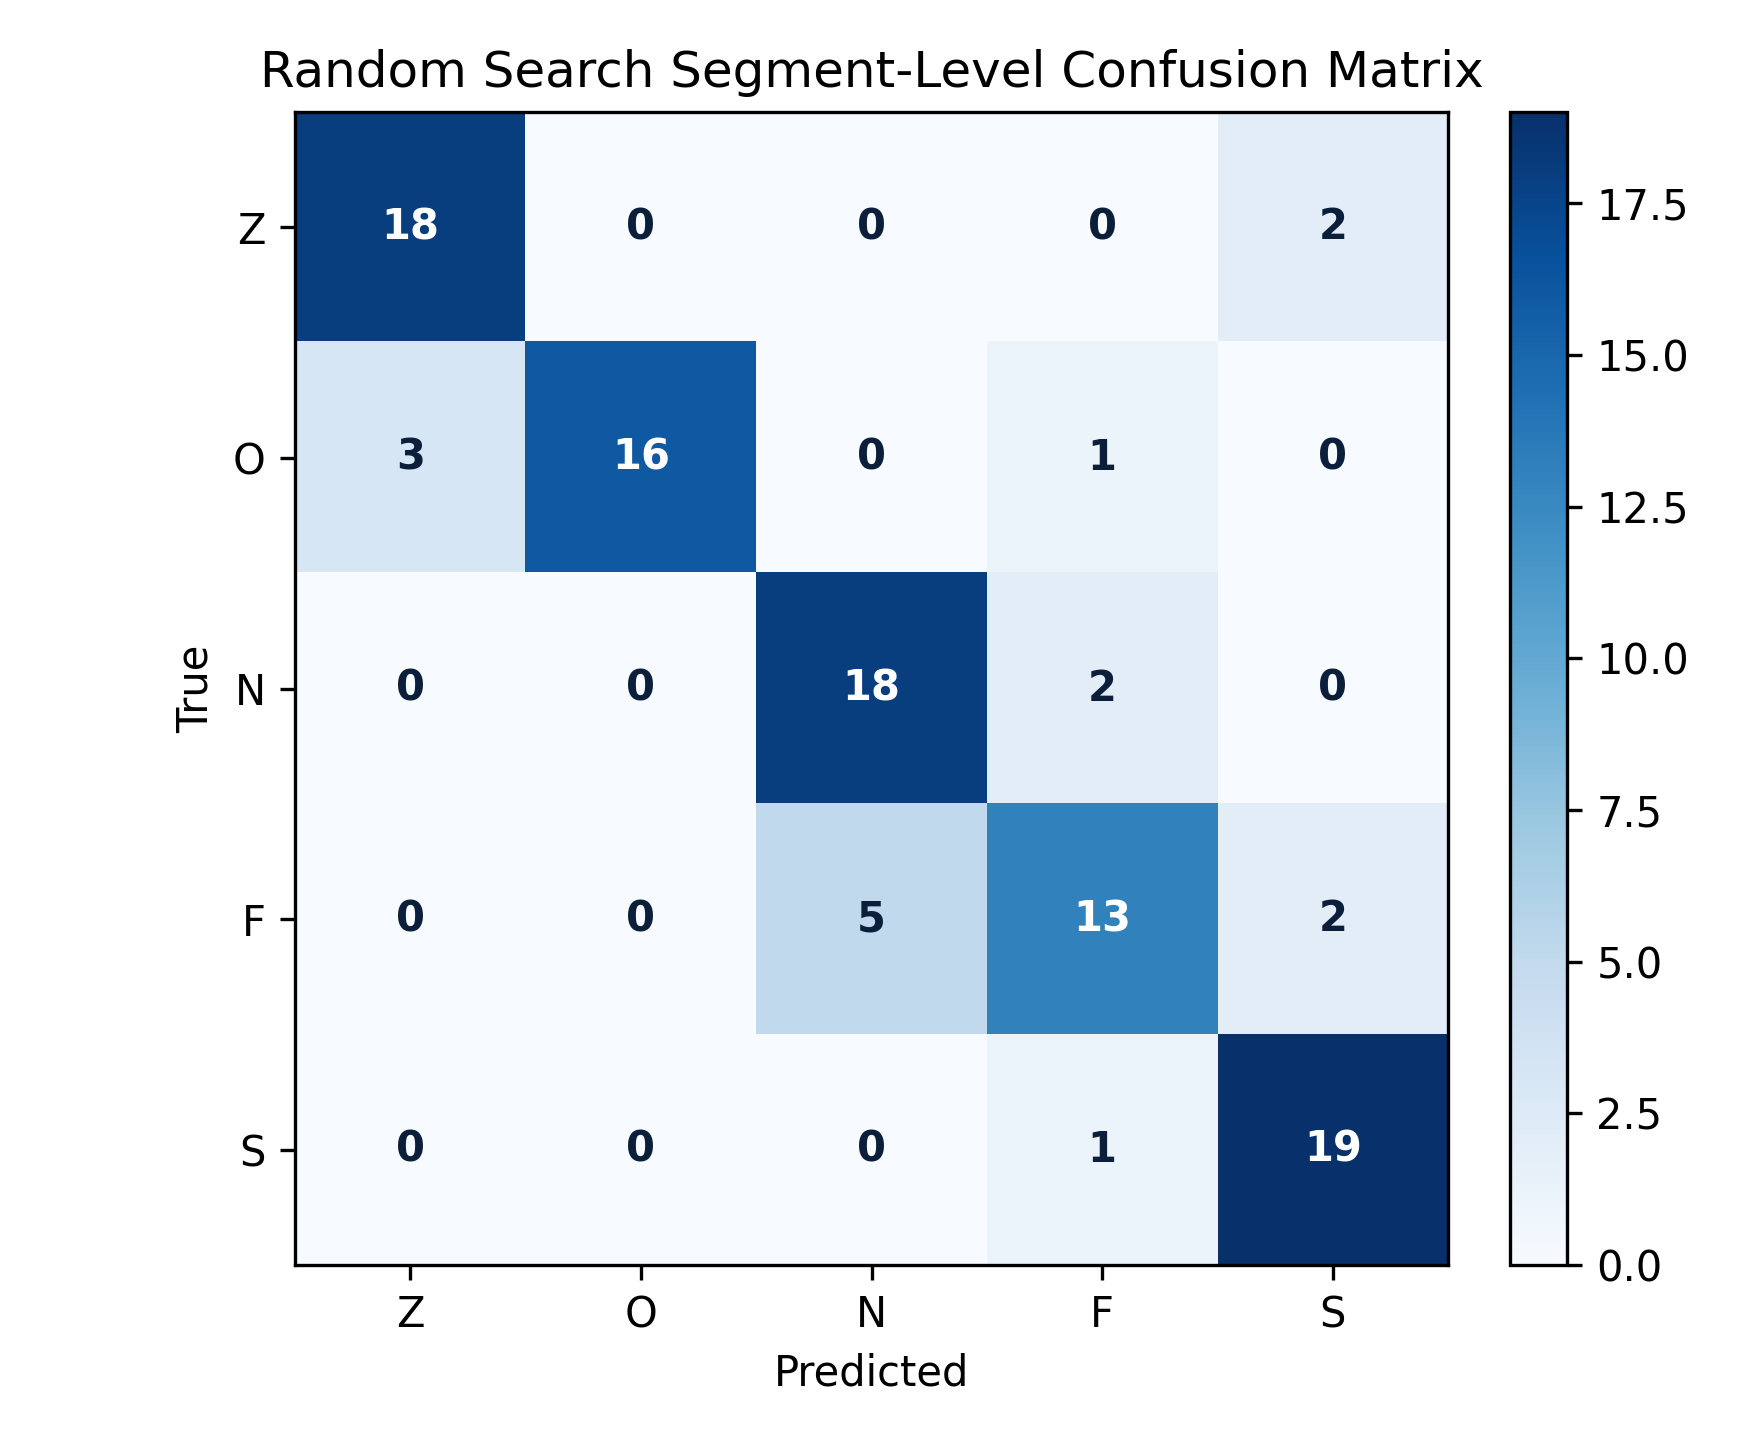 Random Search Segment-Level Confusion Matrix
Z 18 0 0 0 2
O 3 16 0 1 0
N 0 0 18 2 0
F 0 0 5 13 2
S 0 0 0 1 19
Z O N F S
Predicted
True
17.5
15.0
12.5
10.0
7.5
5.0
2.5
0.0